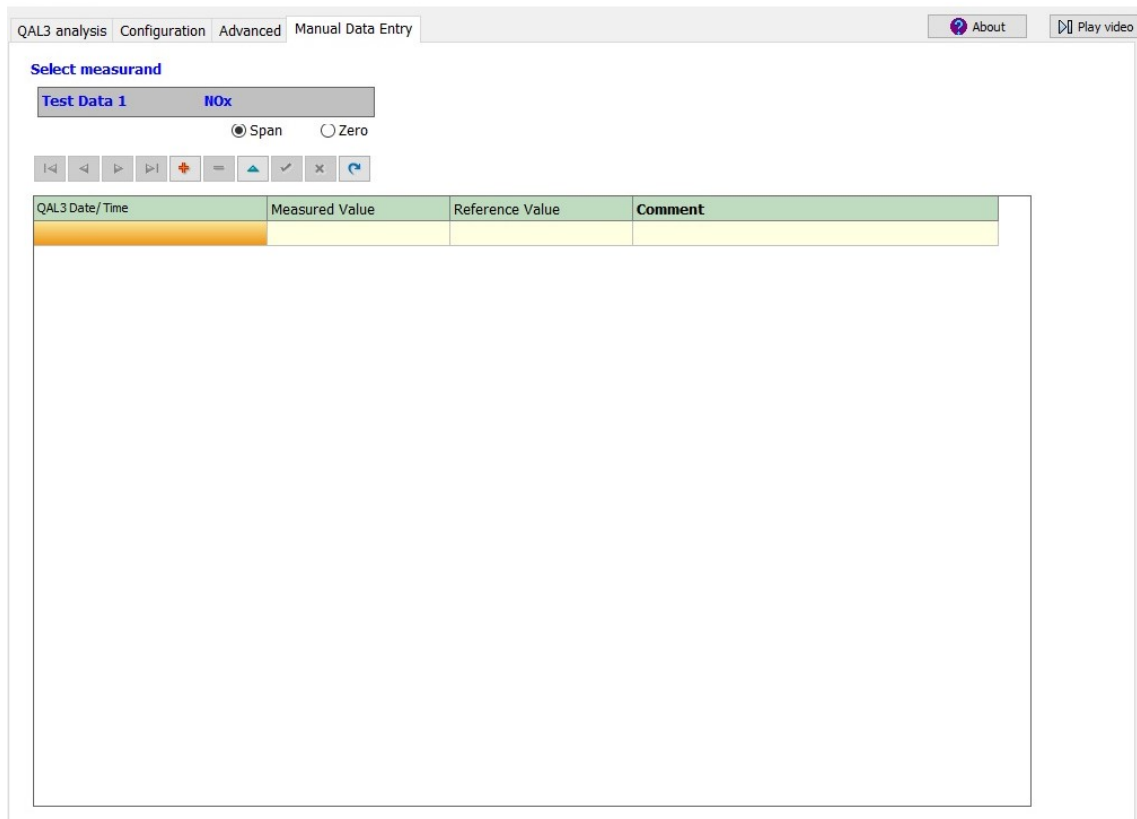 QAL3 analysis Configuration Advanced Manual Data Entry About Play video
Select measurand
Test Data 1 NOx
Span Zero
QAL3 Date/Time Measured Value Reference Value Comment